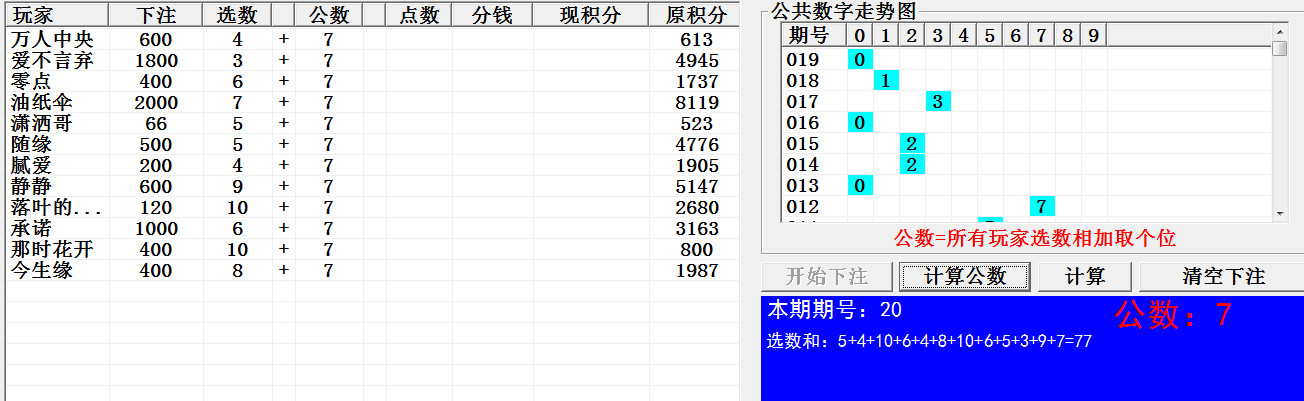 玩家 下注 选数 公数 点数 分钱 现积分 原积分
万人中央 600 4 + 7 613
爱不言弃 1800 3 + 7 4945
零点 400 6 + 7 1737
油纸伞 2000 7 + 7 8119
潇洒哥 66 5 + 7 523
随缘 500 5 + 7 4776
腻爱 200 4 + 7 1905
静静 600 9 + 7 5147
落叶的... 120 10 + 7 2680
承诺 1000 6 + 7 3163
那时花开 400 10 + 7 800
今生缘 400 8 + 7 1987
公共数字走势图
期号 0 1 2 3 4 5 6 7 8 9
019 0
018 1
017 3
016 0
015 2
014 2
013 0
012 7
公数=所有玩家选数相加取个位
开始下注 计算公数 计算 清空下注
本期期号：20
公数：7
选数和：5+4+10+6+4+8+10+6+5+3+9+7=77